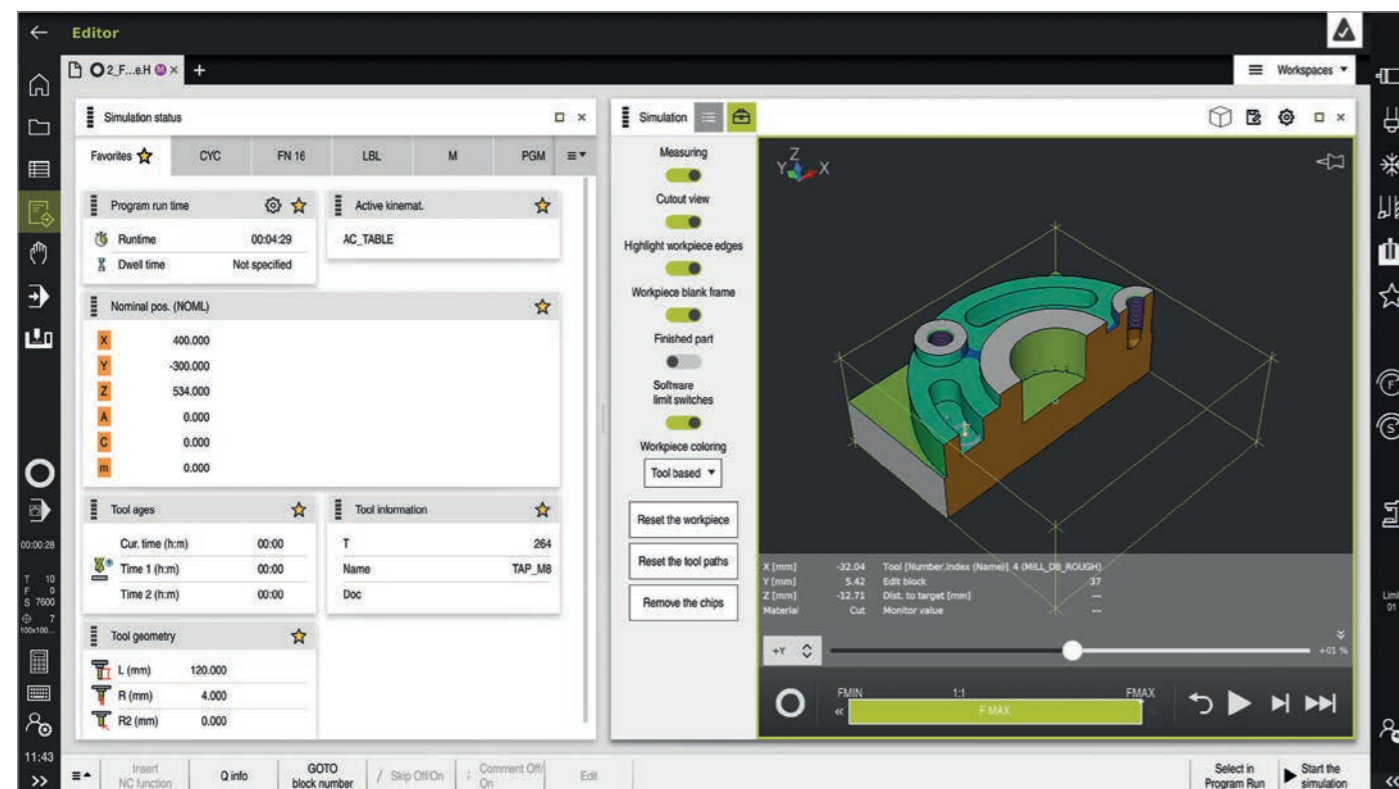 Editor
2_F...e.H M × +
Workspaces
Simulation status
Favorites CYC FN 16 LBL M PGM
Program run time
Runtime 00:04:29
Dwell time Not specified
Active kinemat.
AC_TABLE
Nominal pos. (NOML)
X 400.000
Y -300.000
Z 534.000
A 0.000
C 0.000
m 0.000
Tool ages
Cur. time (h:m) 00:00
Time 1 (h:m) 00:00
Time 2 (h:m) 00:00
Tool information
T 264
Name TAP_M8
Doc
Tool geometry
L (mm) 120.000
R (mm) 4.000
R2 (mm) 0.000
Simulation
Measuring
Cutout view
Highlight workpiece edges
Workpiece blank frame
Finished part
Software
limit switches
Workpiece coloring
Tool based
Reset the workpiece
Reset the tool paths
Remove the chips
Z
Y X
X [mm] -32.04 Tool [Number.Index (Name)] 4 (MILL_D8_ROUGH)
Y [mm] 5.42 Edit block 37
Z [mm] -12.71 Dist. to target [mm] ---
Material Cut Monitor value ---
+Y
+01 %
FMIN 1:1 FMAX
F MAX
00:00:28
T 10
F 0
S 7600
7
100x100...
11:43
F
S
Limi
01
Insert
NC function
Q info
GOTO
block number
/ Skip Off/On
; Comment Off/
On
Edit
Select in
Program Run
Start the
simulation